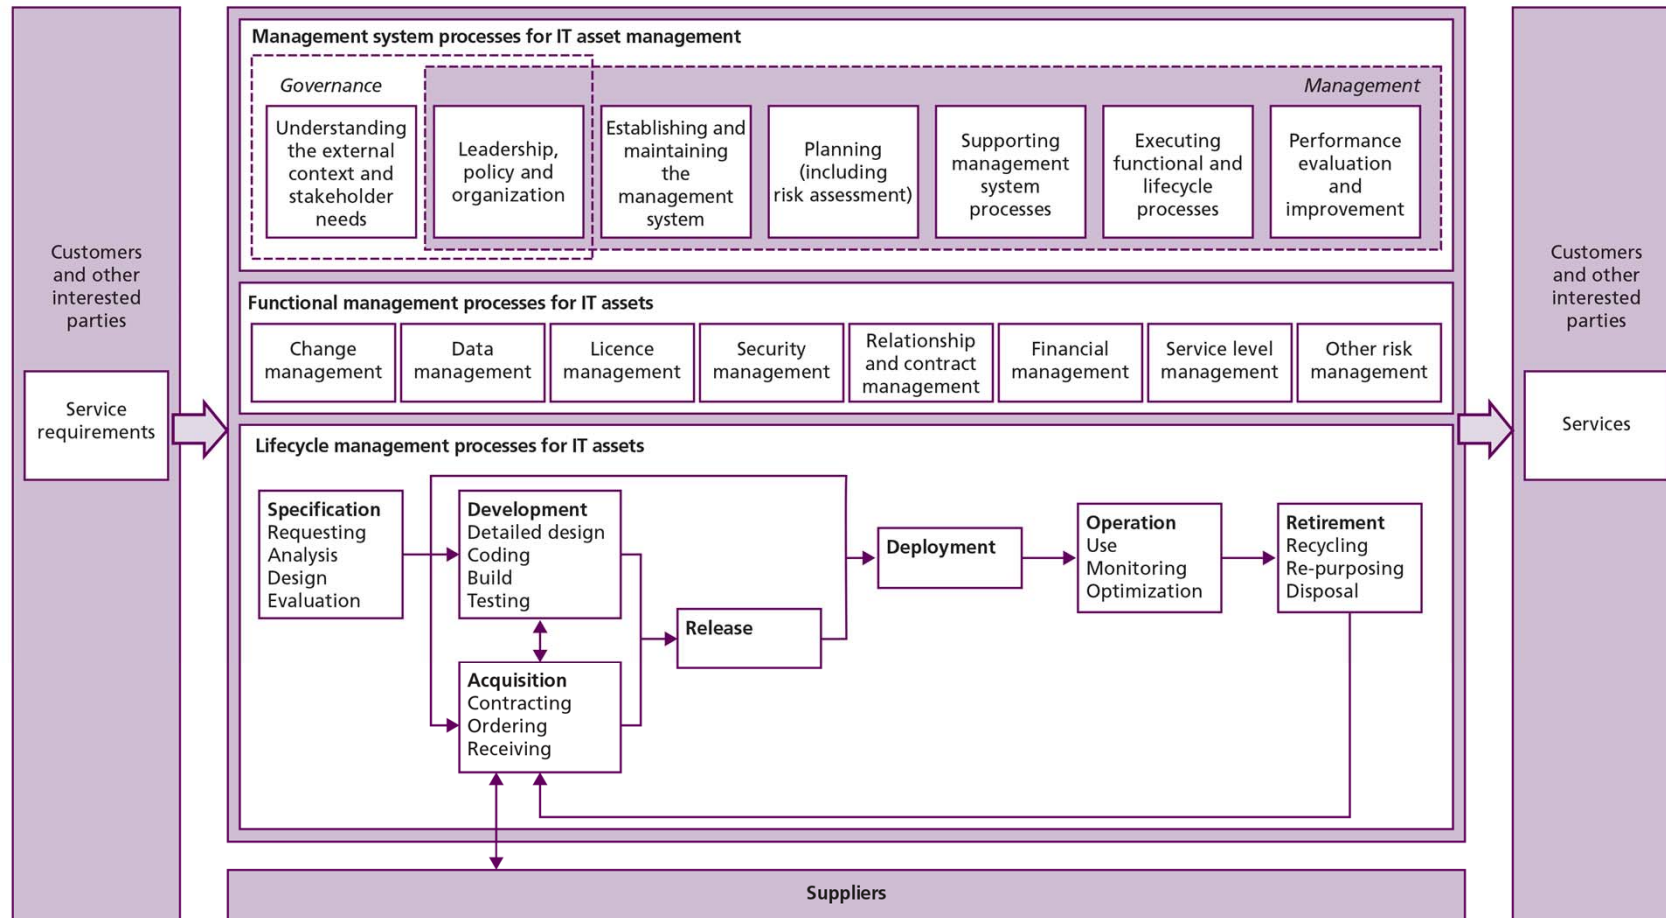 Management system processes for IT asset management
Governance
Management
Understanding
the external
context and
stakeholder
needs
Leadership,
policy and
organization
Establishing and
maintaining
the
management
system
Planning
(including
risk assessment)
Supporting
management
system
processes
Executing
functional and
lifecycle
processes
Performance
evaluation
and
improvement
Customers
and other
interested
parties
Service
requirements
Functional management processes for IT assets
Change
management
Data
management
Licence
management
Security
management
Relationship
and contract
management
Financial
management
Service level
management
Other risk
management
Lifecycle management processes for IT assets
Specification
Requesting
Analysis
Design
Evaluation
Development
Detailed design
Coding
Build
Testing
Acquisition
Contracting
Ordering
Receiving
Release
Deployment
Operation
Use
Monitoring
Optimization
Retirement
Recycling
Re-purposing
Disposal
Customers
and other
interested
parties
Services
Suppliers